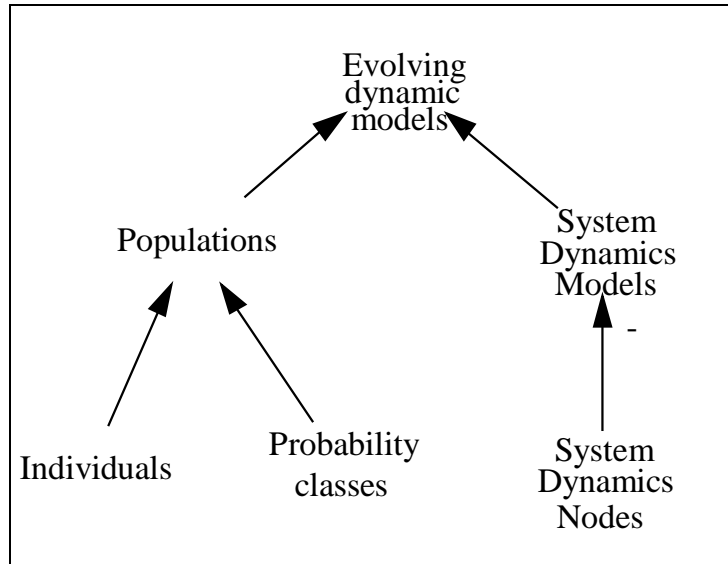 Evolving
dynamic
models
Populations
System
Dynamics
Models
-
Individuals
Probability
classes
System
Dynamics
Nodes